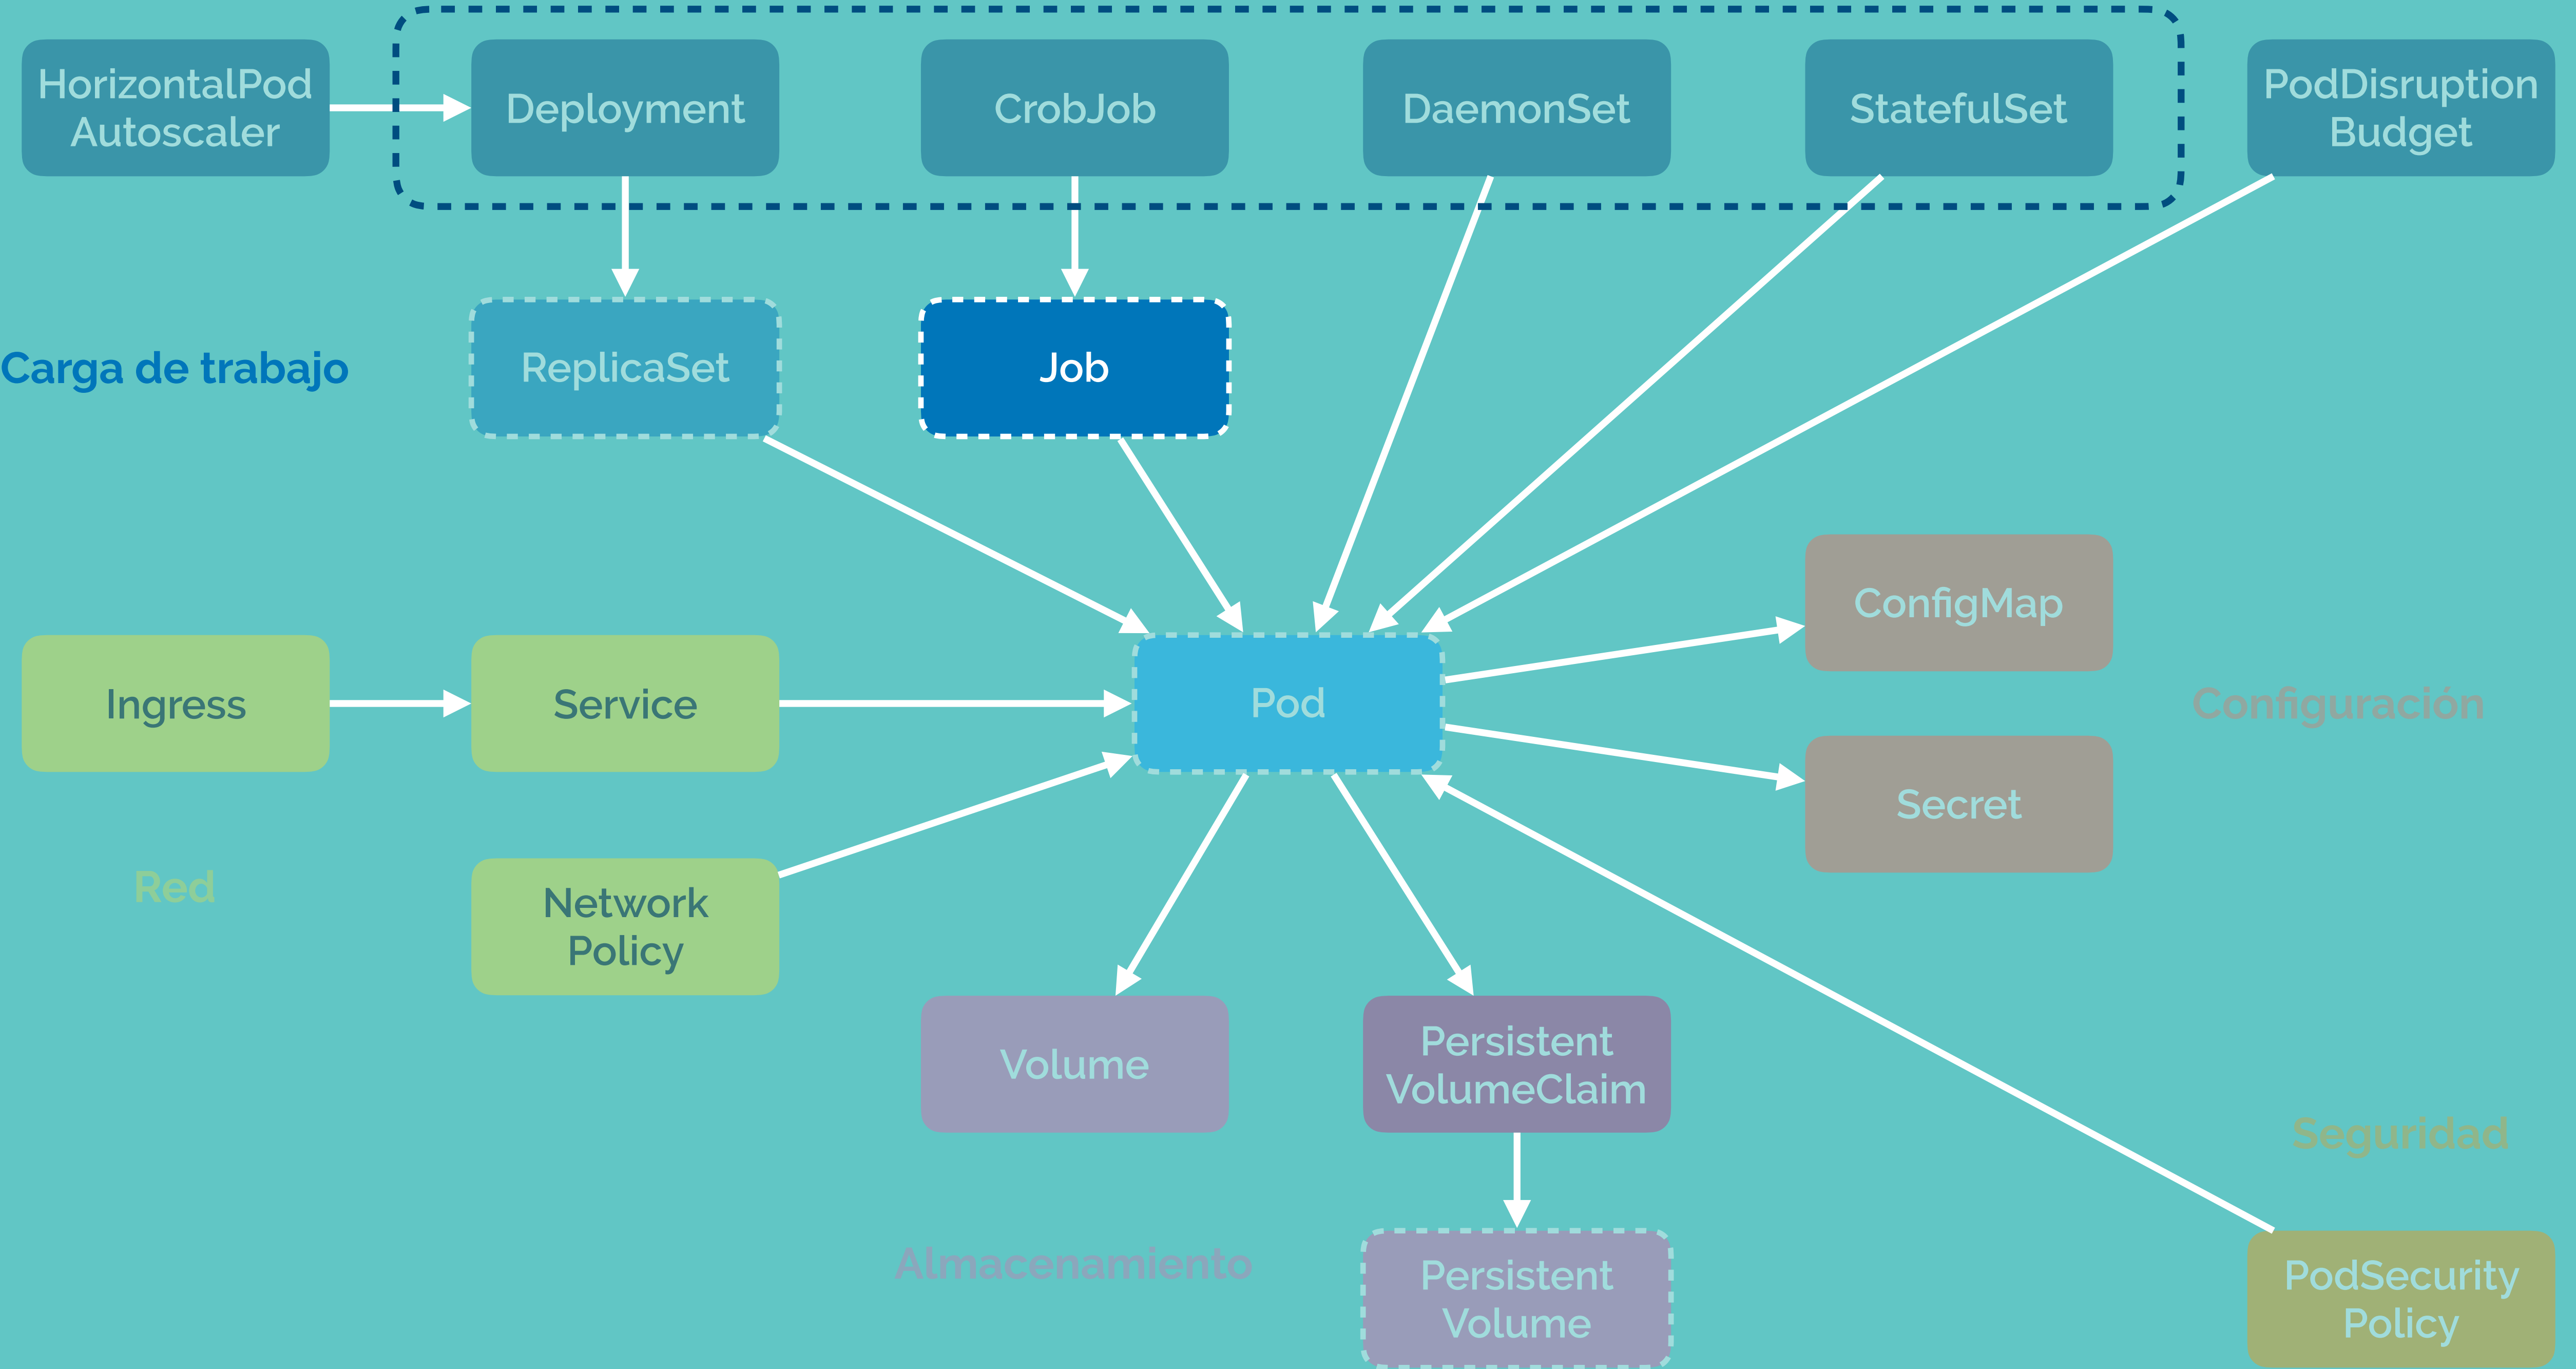 HorizontalPod
Autoscaler
Deployment
CrobJob
DaemonSet
StatefulSet
PodDisruption
Budget
Carga de trabajo
ReplicaSet
Job
ConfigMap
Ingress
Service
Pod
Configuración
Secret
Red
Network
Policy
Volume
Persistent
VolumeClaim
Seguridad
Almacenamiento
Persistent
Volume
PodSecurity
Policy